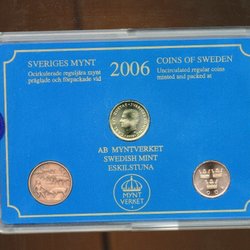 SVERIGES MYNT
Ocirkulerade reguljära mynt
präglade och förpackade vid
2006
COINS OF SWEDEN
Uncirculated regular coins
minted and packed at
AB MYNTVERKET
SWEDISH MINT
ESKILSTUNA
MYNT
VERKET